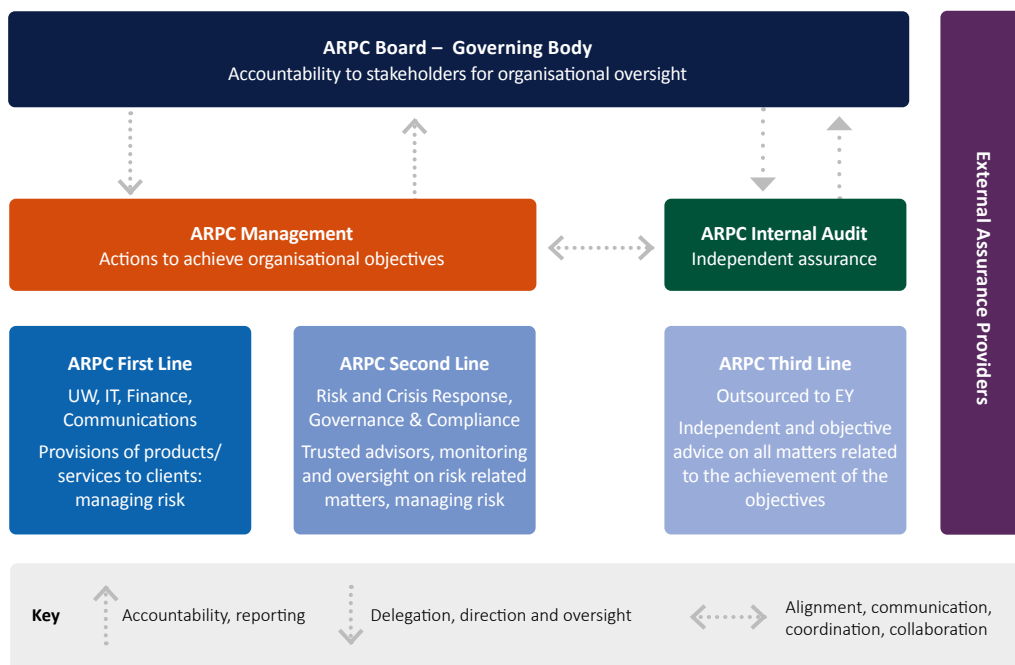 ARPC Board – Governing Body
Accountability to stakeholders for organisational oversight
ARPC Management
Actions to achieve organisational objectives
ARPC Internal Audit
Independent assurance
ARPC First Line
UW, IT, Finance,
Communications
Provisions of products/
services to clients:
managing risk
ARPC Second Line
Risk and Crisis Response,
Governance & Compliance
Trusted advisors, monitoring
and oversight on risk related
matters, managing risk
ARPC Third Line
Outsourced to EY
Independent and objective
advice on all matters related
to the achievement of the
objectives
External Assurance Providers
Key
Accountability, reporting
Delegation, direction and oversight
Alignment, communication,
coordination, collaboration